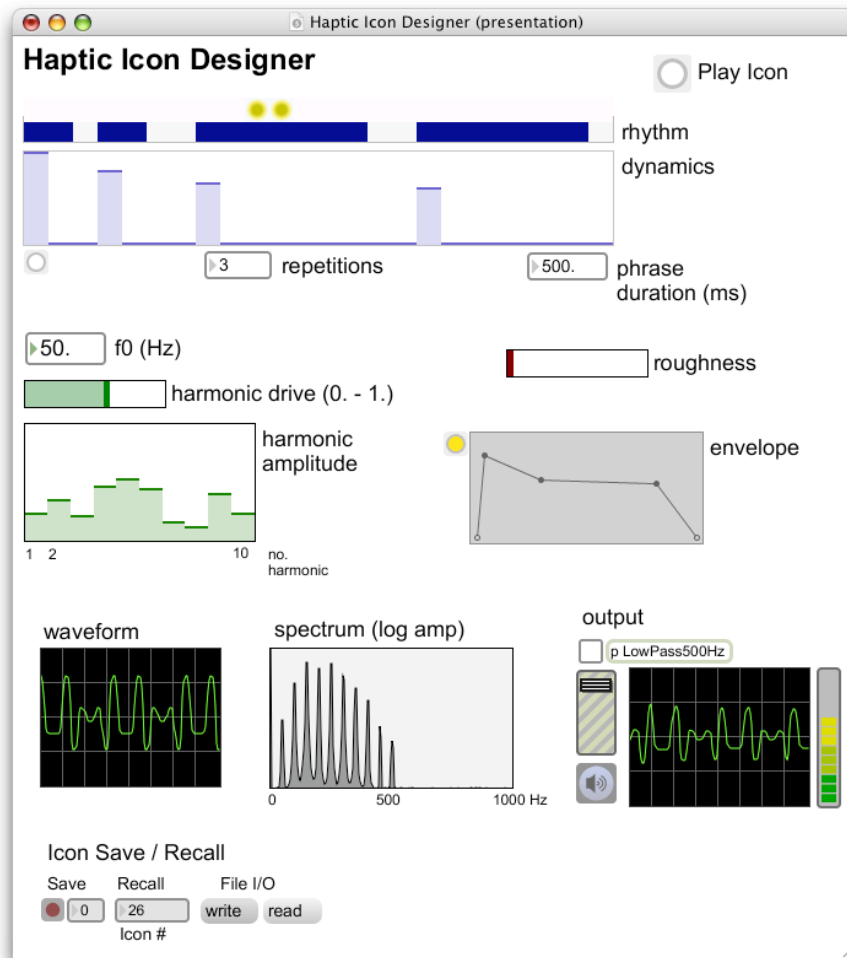 Haptic Icon Designer (presentation)
Haptic Icon Designer
Play Icon
rhythm
dynamics
3
repetitions
500.
phrase
duration (ms)
50.
f0 (Hz)
roughness
harmonic drive (0. - 1.)
harmonic
amplitude
envelope
1 2 10
no.
harmonic
waveform
spectrum (log amp)
output
p LowPass500Hz
0 500 1000 Hz
Icon Save / Recall
Save Recall File I/O
0 26 write read
Icon #